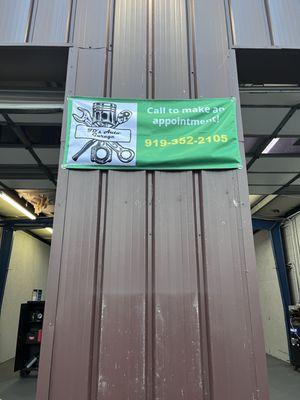 Call to make an
appointment!
919-352-2105
Auto
Garage